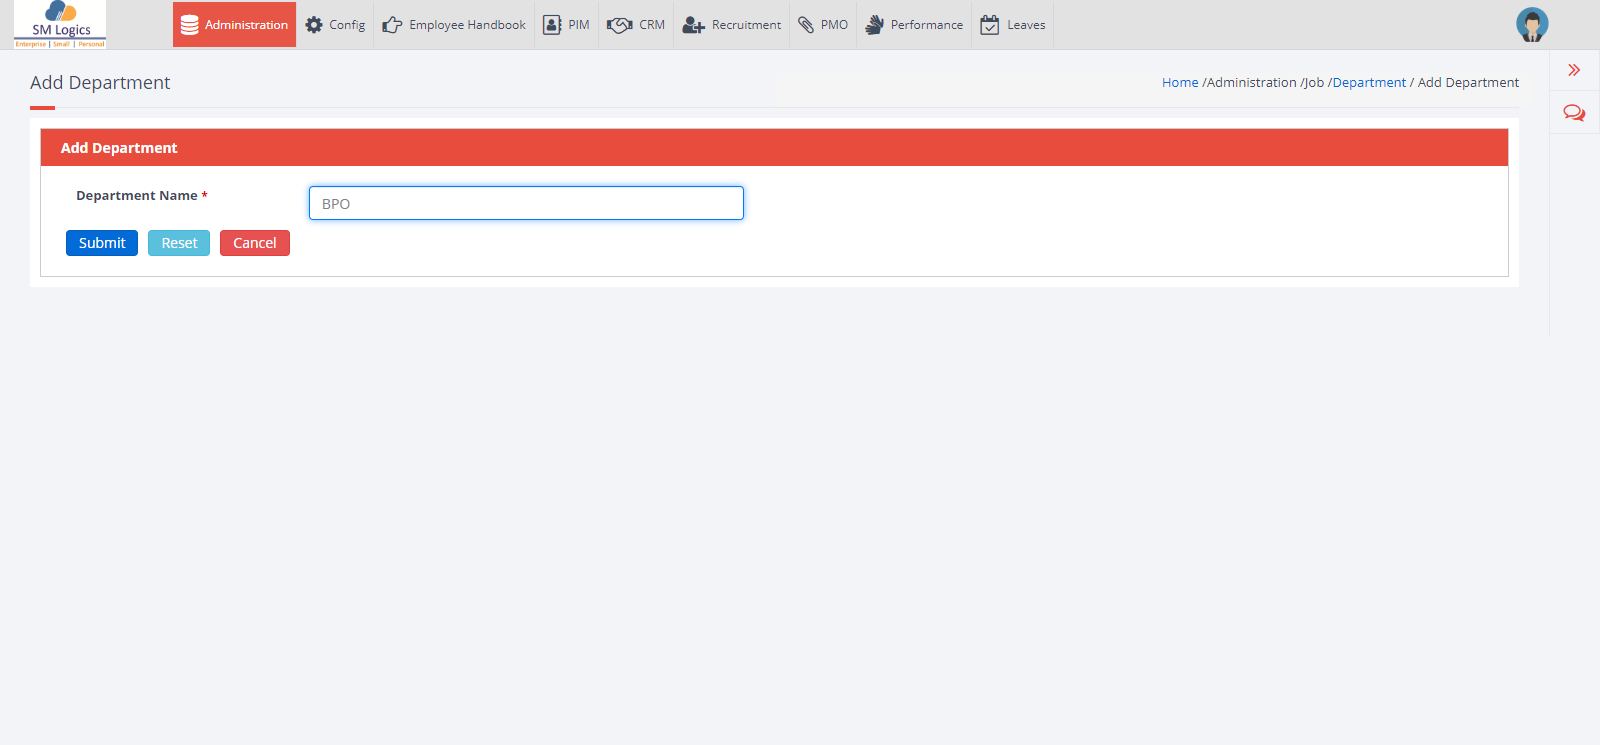 SM Logics
Enterprise | Small | Personal
Administration Config Employee Handbook PIM CRM Recruitment PMO Performance Leaves
Add Department
Home /Administration /Job /Department / Add Department
Add Department
Department Name *
BPO
Submit Reset Cancel